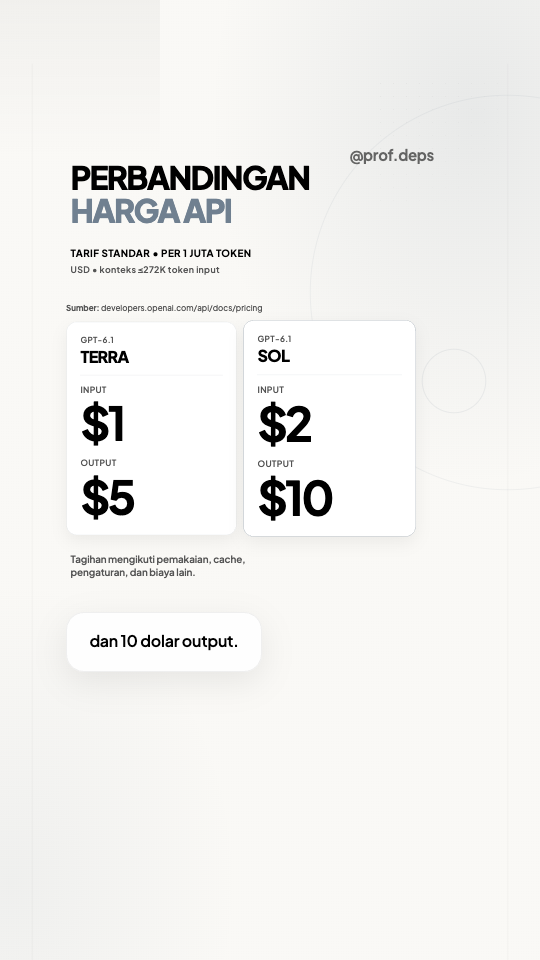 @prof.deps
PERBANDINGAN
HARGA API
TARIF STANDAR • PER 1 JUTA TOKEN
USD • konteks ≤272K token input
Sumber: developers.openai.com/api/docs/pricing
GPT-6.1
TERRA
INPUT
$1
OUTPUT
$5
GPT-6.1
SOL
INPUT
$2
OUTPUT
$10
Tagihan mengikuti pemakaian, cache,
pengaturan, dan biaya lain.
dan 10 dolar output.